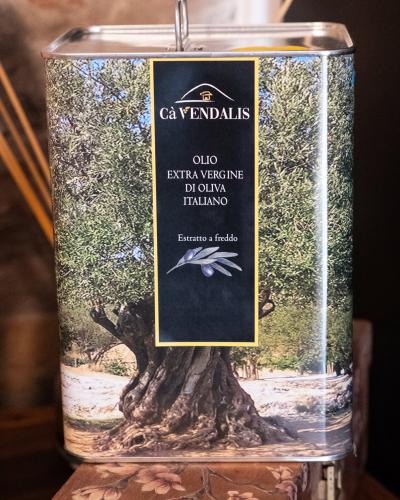 Cà VENDALIS
OLIO
EXTRA VERGINE
DI OLIVA
ITALIANO
Estratto a freddo